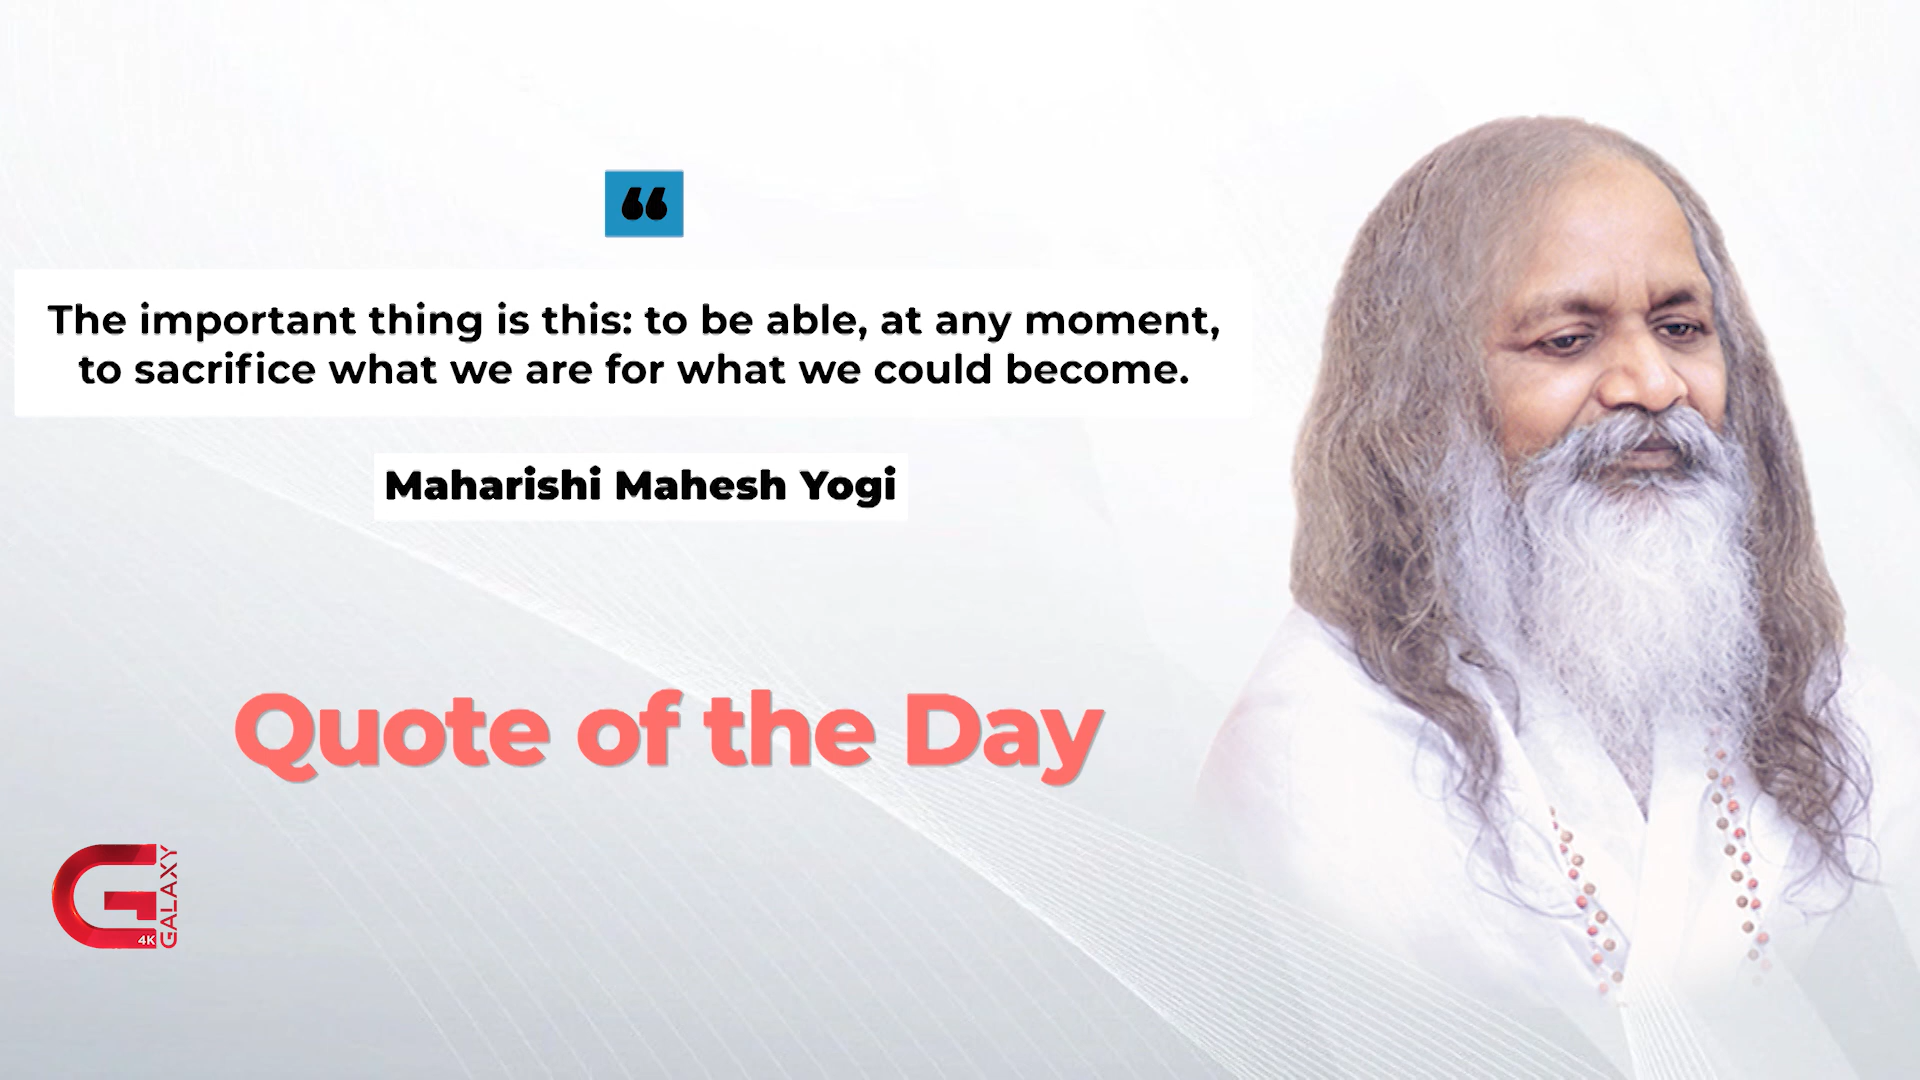 “
The important thing is this: to be able, at any moment,
to sacrifice what we are for what we could become.
Maharishi Mahesh Yogi
Quote of the Day
GALAXY
4K